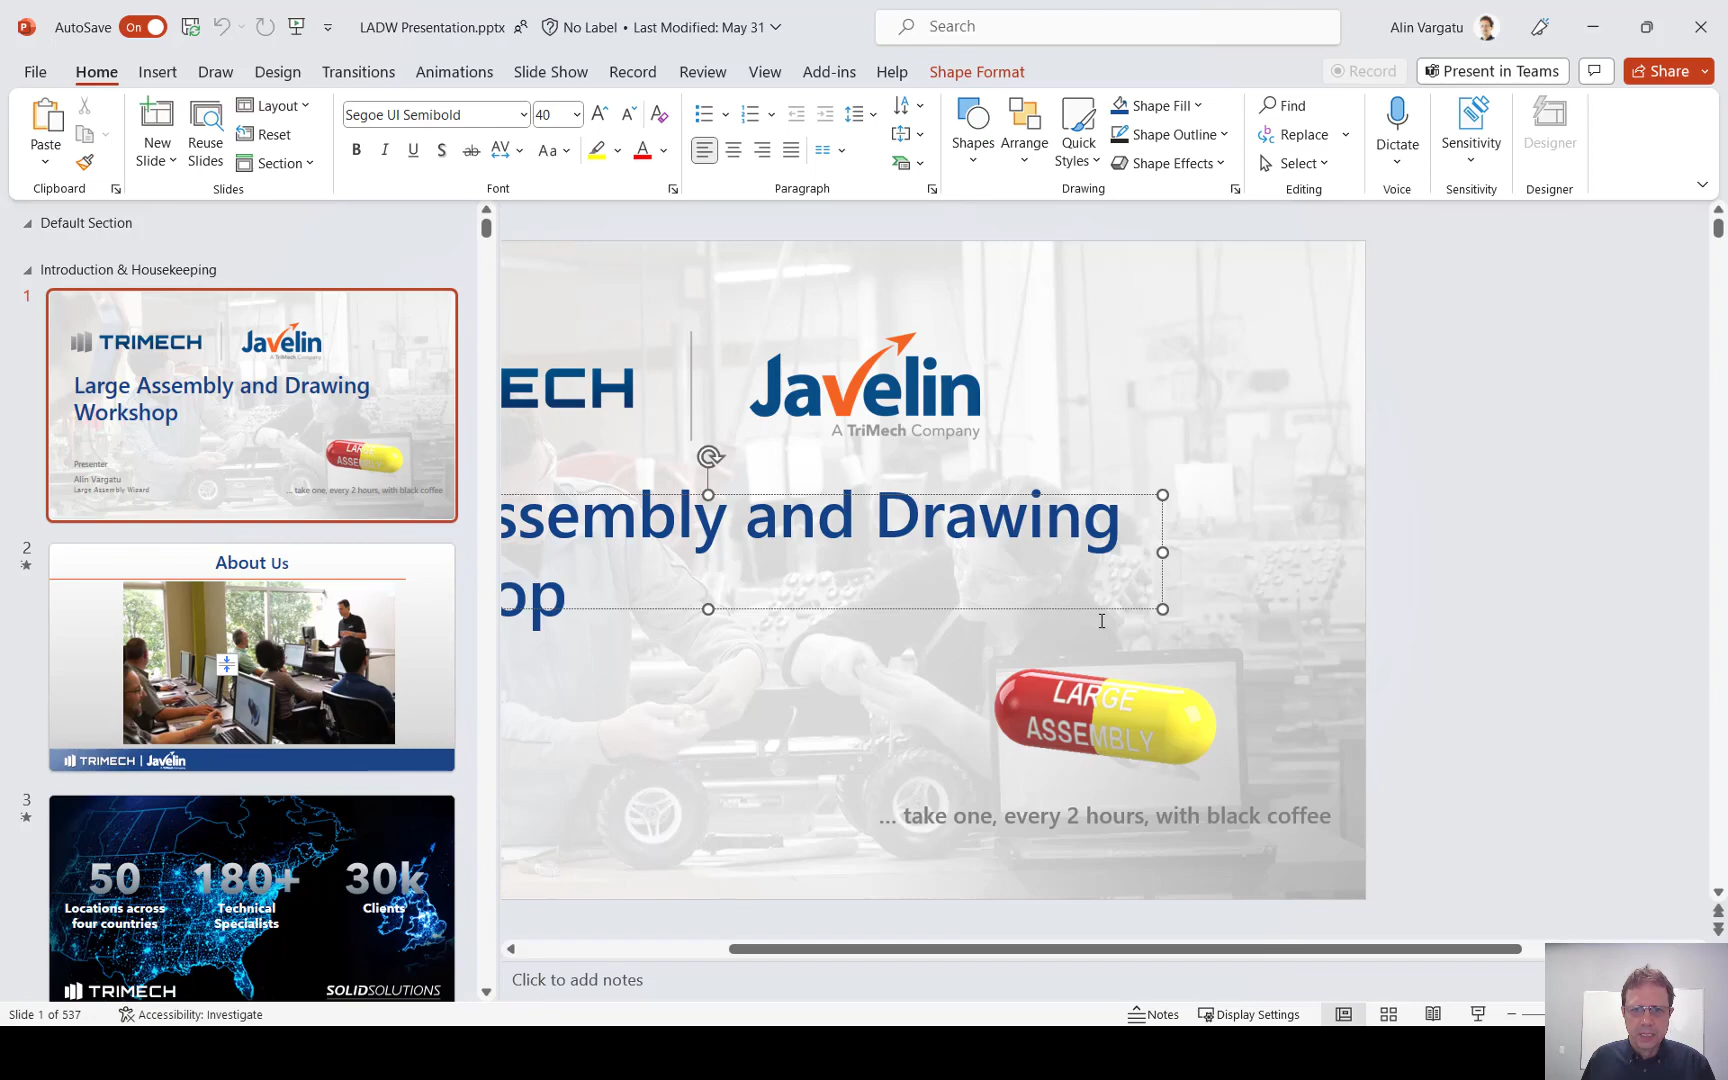 AutoSave On
LADW Presentation.pptx No Label • Last Modified: May 31
Search
Alin Vargatu
File Home Insert Draw Design Transitions Animations Slide Show Record Review View Add-ins Help Shape Format
Record Present in Teams Share
Paste
Clipboard
New Slide
Reuse Slides
Layout
Reset
Section
Slides
Segoe UI Semibold 40
Font
Paragraph
Shapes
Arrange
Quick Styles
Shape Fill
Shape Outline
Shape Effects
Drawing
Find
Replace
Select
Editing
Dictate
Voice
Sensitivity
Sensitivity
Designer
Designer
Default Section
Introduction & Housekeeping
1
TRIMECH Javelin
A TriMech Company
Large Assembly and Drawing
Workshop
Presenter
Alin Vargatu
Large Assembly Wizard
LARGE
ASSEMBLY
... take one, every 2 hours, with black coffee
2
About Us
TRIMECH | Javelin
3
50 180+ 30k
Locations across four countries
Technical Specialists
Clients
TRIMECH SOLIDSOLUTIONS
ECH Javelin
A TriMech Company
ssembly and Drawing
op
LARGE
ASSEMBLY
... take one, every 2 hours, with black coffee
Click to add notes
Slide 1 of 537 Accessibility: Investigate Notes Display Settings